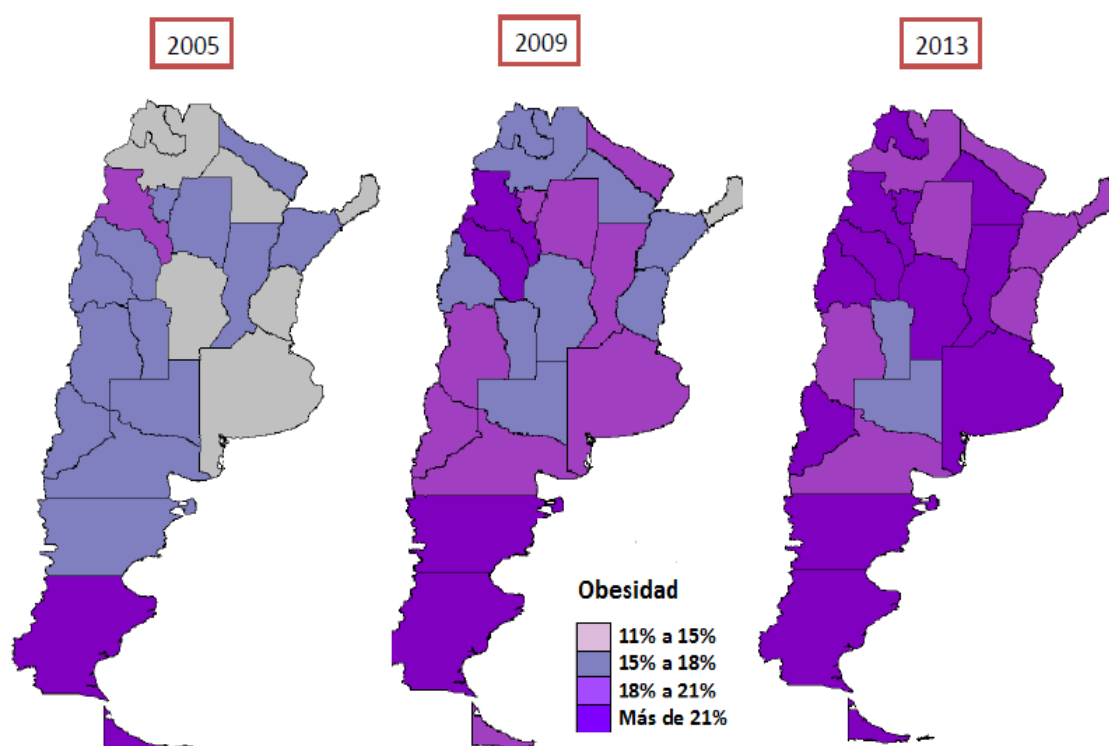 2005
2009
2013
Obesidad
11% a 15%
15% a 18%
18% a 21%
Más de 21%